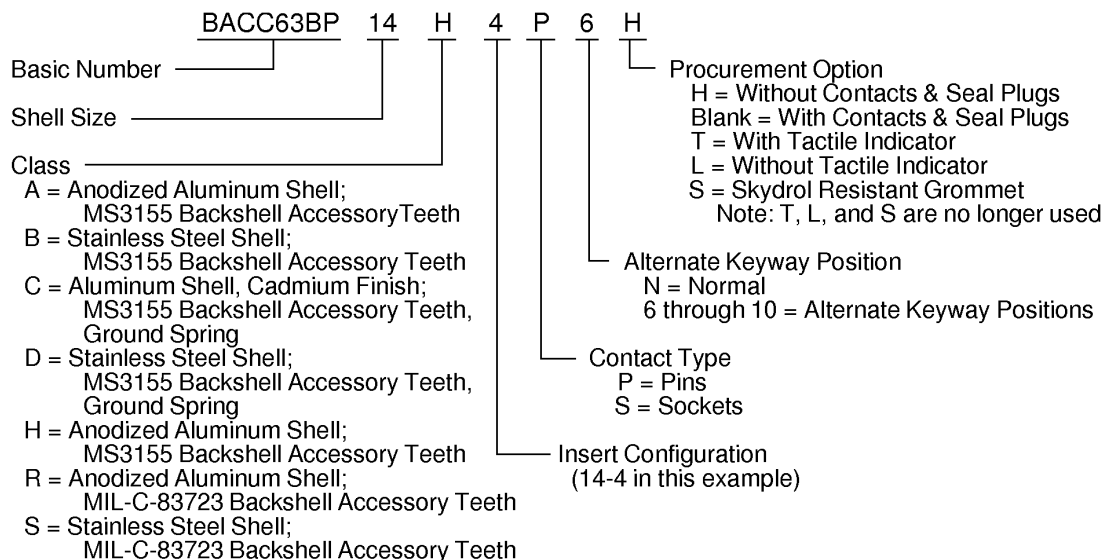 BACC63BP 14 H 4 P 6 H
Basic Number
Shell Size
Class
A = Anodized Aluminum Shell;
MS3155 Backshell AccessoryTeeth
B = Stainless Steel Shell;
MS3155 Backshell Accessory Teeth
C = Aluminum Shell, Cadmium Finish;
MS3155 Backshell Accessory Teeth,
Ground Spring
D = Stainless Steel Shell;
MS3155 Backshell Accessory Teeth,
Ground Spring
H = Anodized Aluminum Shell;
MS3155 Backshell Accessory Teeth
R = Anodized Aluminum Shell;
MIL-C-83723 Backshell Accessory Teeth
S = Stainless Steel Shell;
MIL-C-83723 Backshell Accessory Teeth
Procurement Option
H = Without Contacts & Seal Plugs
Blank = With Contacts & Seal Plugs
T = With Tactile Indicator
L = Without Tactile Indicator
S = Skydrol Resistant Grommet
Note: T, L, and S are no longer used
Alternate Keyway Position
N = Normal
6 through 10 = Alternate Keyway Positions
Contact Type
P = Pins
S = Sockets
Insert Configuration
(14-4 in this example)